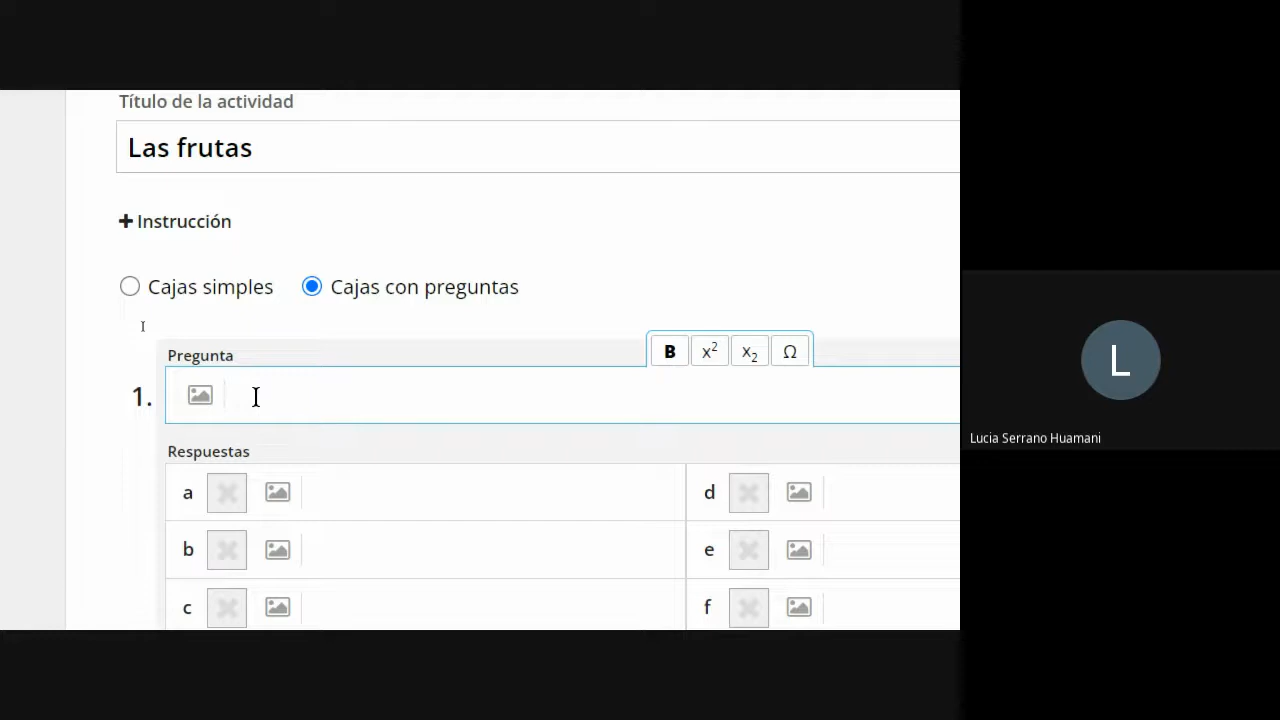 Título de la actividad
Las frutas
+ Instrucción
Cajas simples Cajas con preguntas
Pregunta B x² x₂ Ω
1.
Respuestas
a d
b e
c f
L
Lucia Serrano Huamani